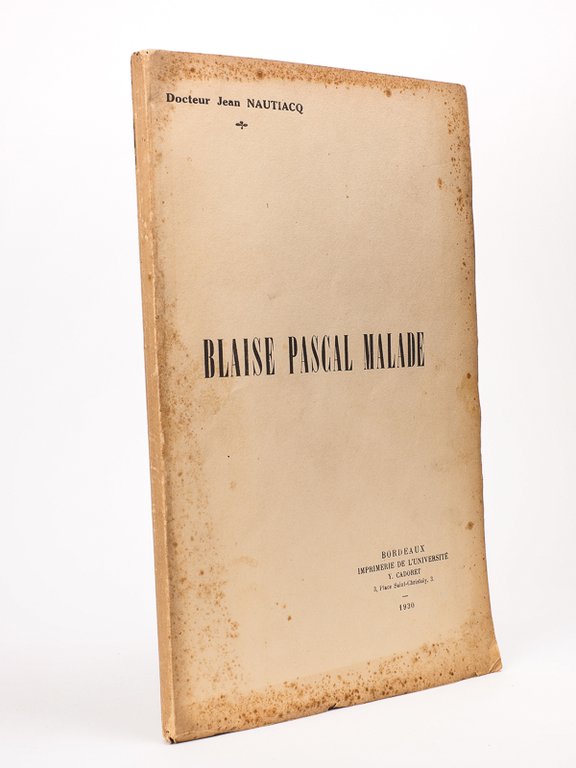 Docteur Jean NAUTIACQ
BLAISE PASCAL MALADE
BORDEAUX
IMPRIMERIE DE L'UNIVERSITÉ
Y. CADORET
3, Place Saint-Christoly, 3.
1930